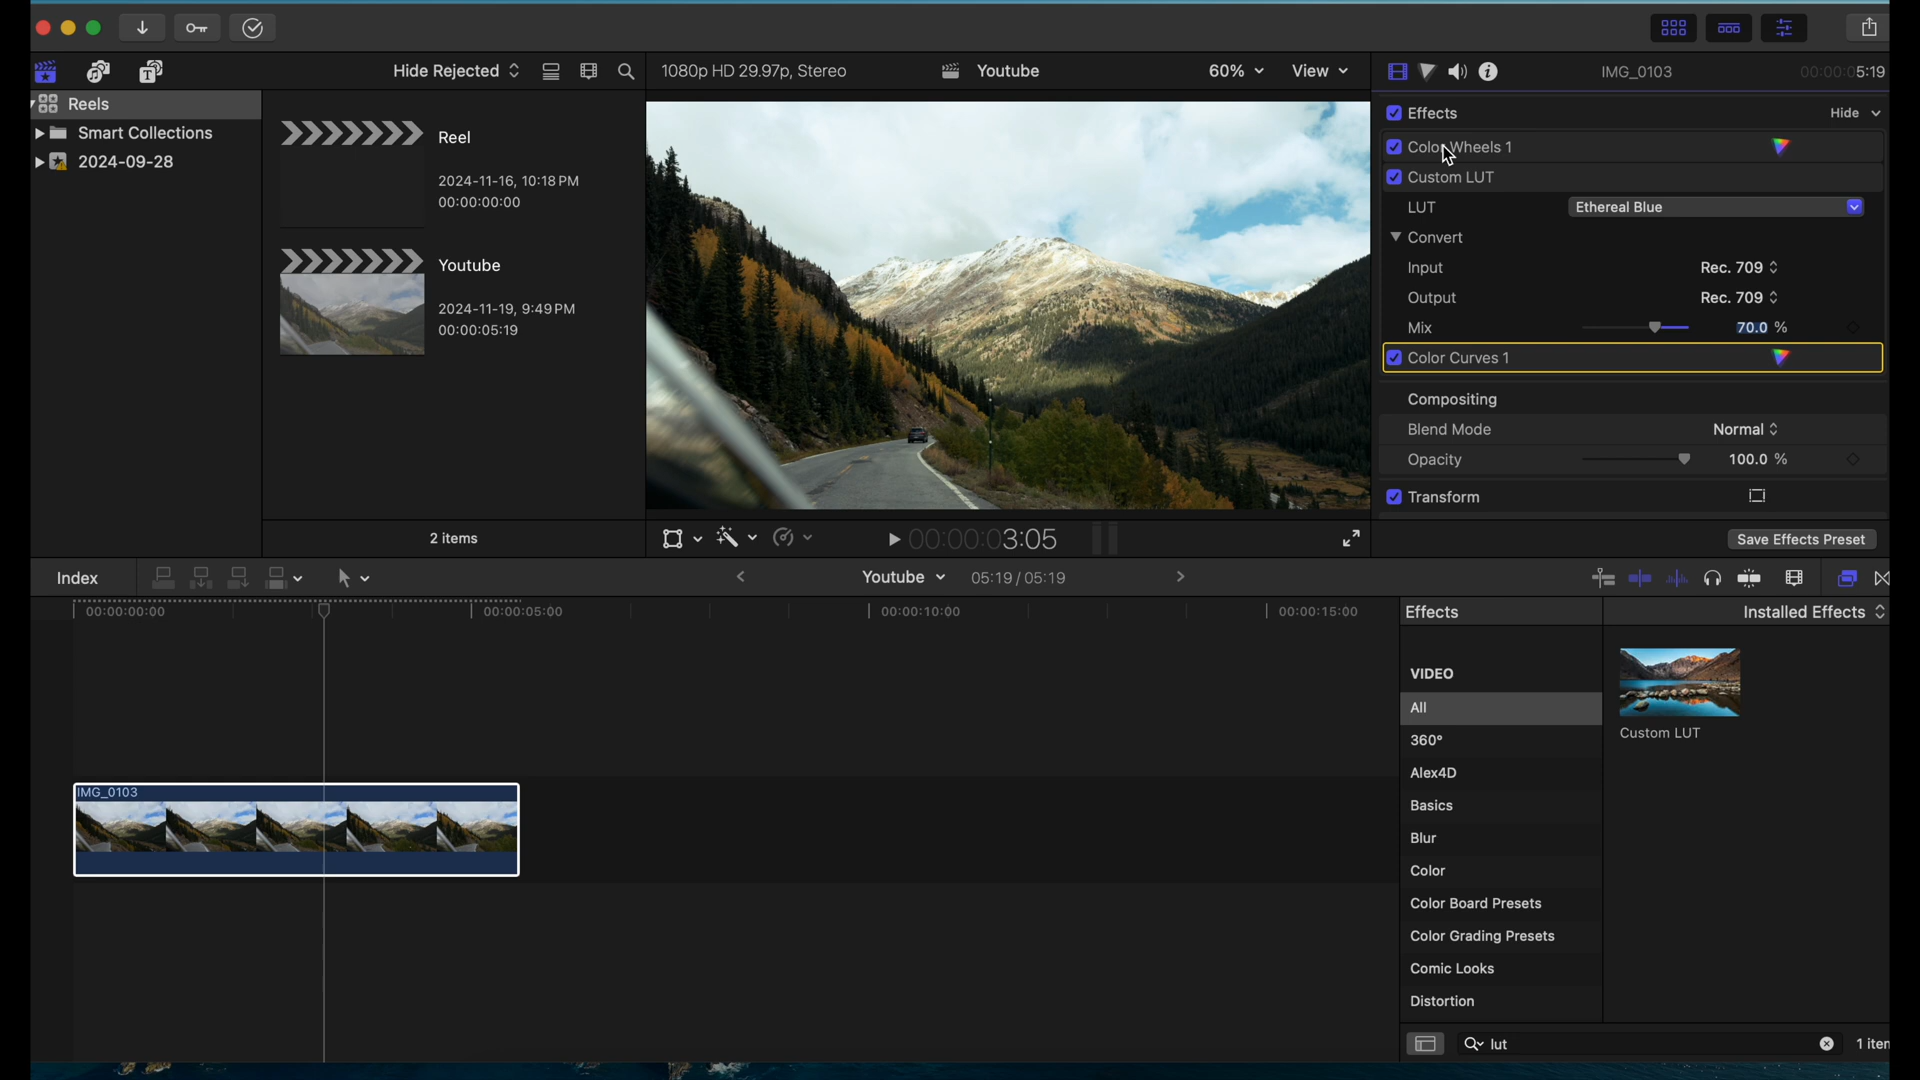 Hide Rejected
1080p HD 29.97p, Stereo
Youtube
60%
View
IMG_0103
00:00:05:19
Reels
Smart Collections
2024-09-28
Reel
2024-11-16, 10:18 PM
00:00:00:00
Youtube
2024-11-19, 9:49 PM
00:00:05:19
2 items
Effects
Hide
Color Wheels 1
Custom LUT
LUT
Ethereal Blue
Convert
Input
Rec. 709
Output
Rec. 709
Mix
70.0 %
Color Curves 1
Compositing
Blend Mode
Normal
Opacity
100.0 %
Transform
00:00:03:05
Save Effects Preset
Index
Youtube
05:19 / 05:19
00:00:00:00
00:00:05:00
00:00:10:00
00:00:15:00
IMG_0103
Effects
Installed Effects
VIDEO
All
360°
Alex4D
Basics
Blur
Color
Color Board Presets
Color Grading Presets
Comic Looks
Distortion
Custom LUT
lut
1 item